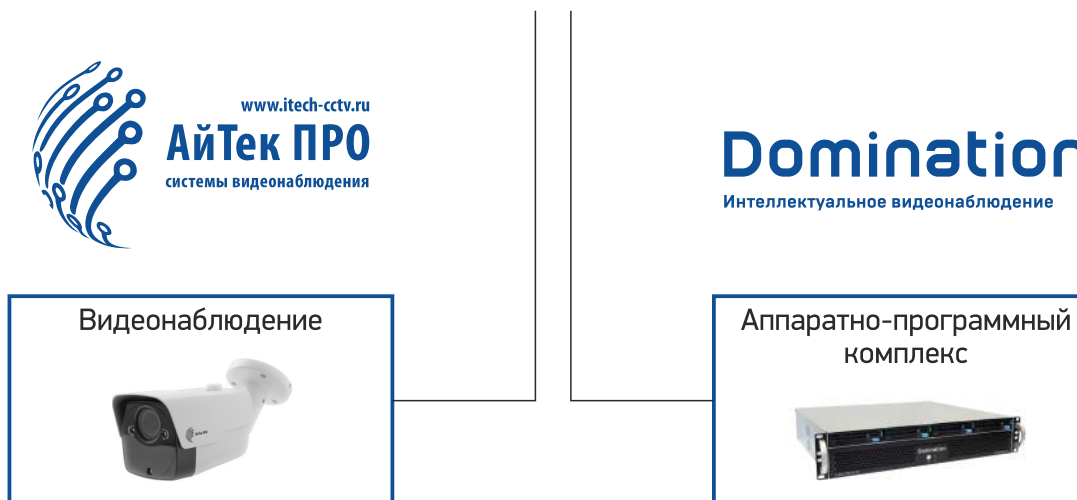 www.itech-cctv.ru
АйТек ПРО
системы видеонаблюдения
Domination
Интеллектуальное видеонаблюдение
Видеонаблюдение
Аппаратно-программный
комплекс